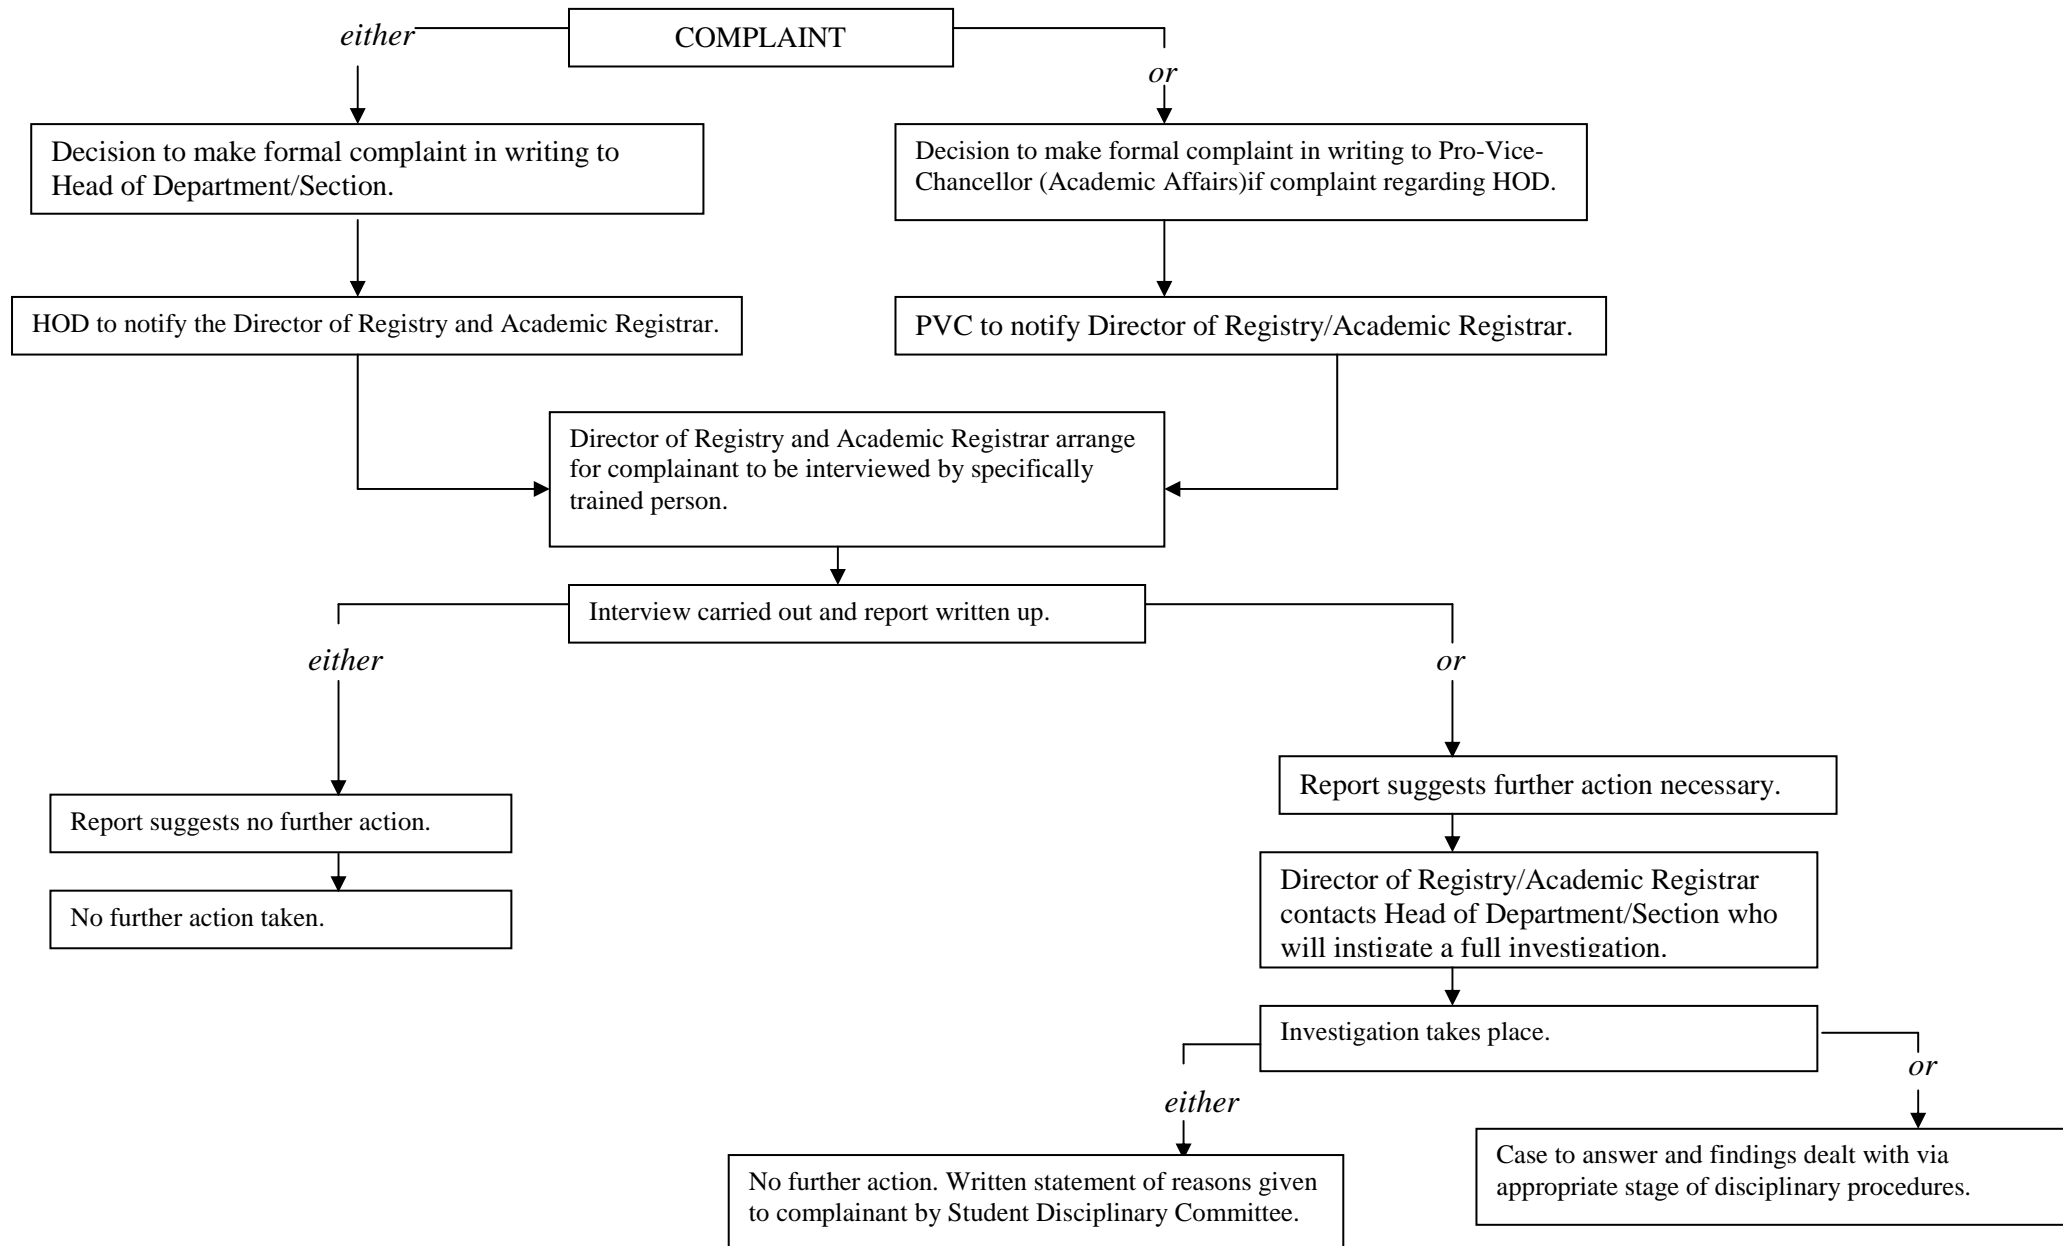 COMPLAINT
either
or
Decision to make formal complaint in writing to
Head of Department/Section.
Decision to make formal complaint in writing to Pro-Vice-
Chancellor (Academic Affairs)if complaint regarding HOD.
HOD to notify the Director of Registry and Academic Registrar.
PVC to notify Director of Registry/Academic Registrar.
Director of Registry and Academic Registrar arrange
for complainant to be interviewed by specifically
trained person.
Interview carried out and report written up.
either
or
Report suggests no further action.
No further action taken.
Report suggests further action necessary.
Director of Registry/Academic Registrar
contacts Head of Department/Section who
will instigate a full investigation.
Investigation takes place.
either
or
No further action. Written statement of reasons given
to complainant by Student Disciplinary Committee.
Case to answer and findings dealt with via
appropriate stage of disciplinary procedures.